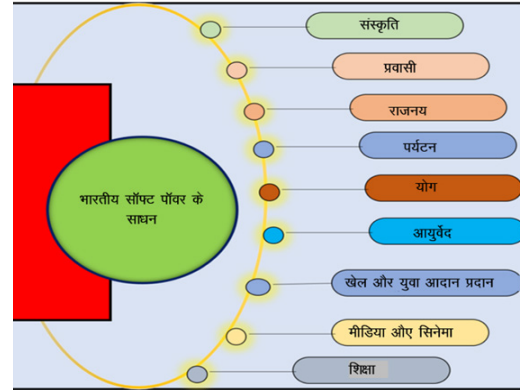 संस्कृति
प्रवासी
राजनय
पर्यटन
भारतीय सॉफ्ट पॉवर के
साधन
योग
आयुर्वेद
खेल और युवा आदान प्रदान
मीडिया औए सिनेमा
शिक्षा